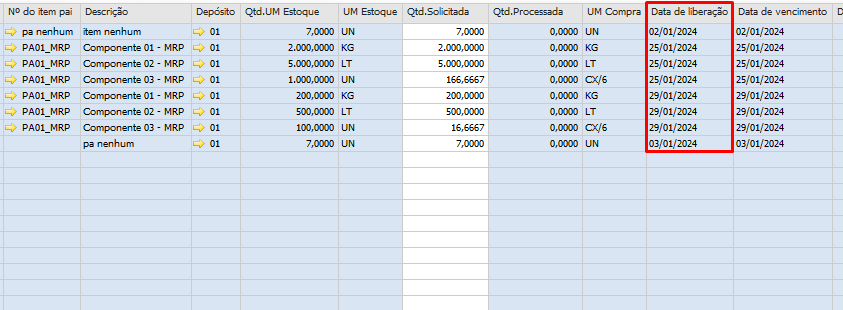 Nº do item pai Descrição Depósito Qtd.UM Estoque UM Estoque Qtd.Solicitada Qtd.Processada UM Compra Data de liberação Data de vencimento D
pa nenhum item nenhum 01 7,0000 UN 7,0000 0,0000 UN 02/01/2024 02/01/2024
PA01_MRP Componente 01 - MRP 01 2.000,0000 KG 2.000,0000 0,0000 KG 25/01/2024 25/01/2024
PA01_MRP Componente 02 - MRP 01 5.000,0000 LT 5.000,0000 0,0000 LT 25/01/2024 25/01/2024
PA01_MRP Componente 03 - MRP 01 1.000,0000 UN 166,6667 0,0000 CX/6 25/01/2024 25/01/2024
PA01_MRP Componente 01 - MRP 01 200,0000 KG 200,0000 0,0000 KG 29/01/2024 29/01/2024
PA01_MRP Componente 02 - MRP 01 500,0000 LT 500,0000 0,0000 LT 29/01/2024 29/01/2024
PA01_MRP Componente 03 - MRP 01 100,0000 UN 16,6667 0,0000 CX/6 29/01/2024 29/01/2024
pa nenhum 01 7,0000 UN 7,0000 0,0000 UN 03/01/2024 03/01/2024